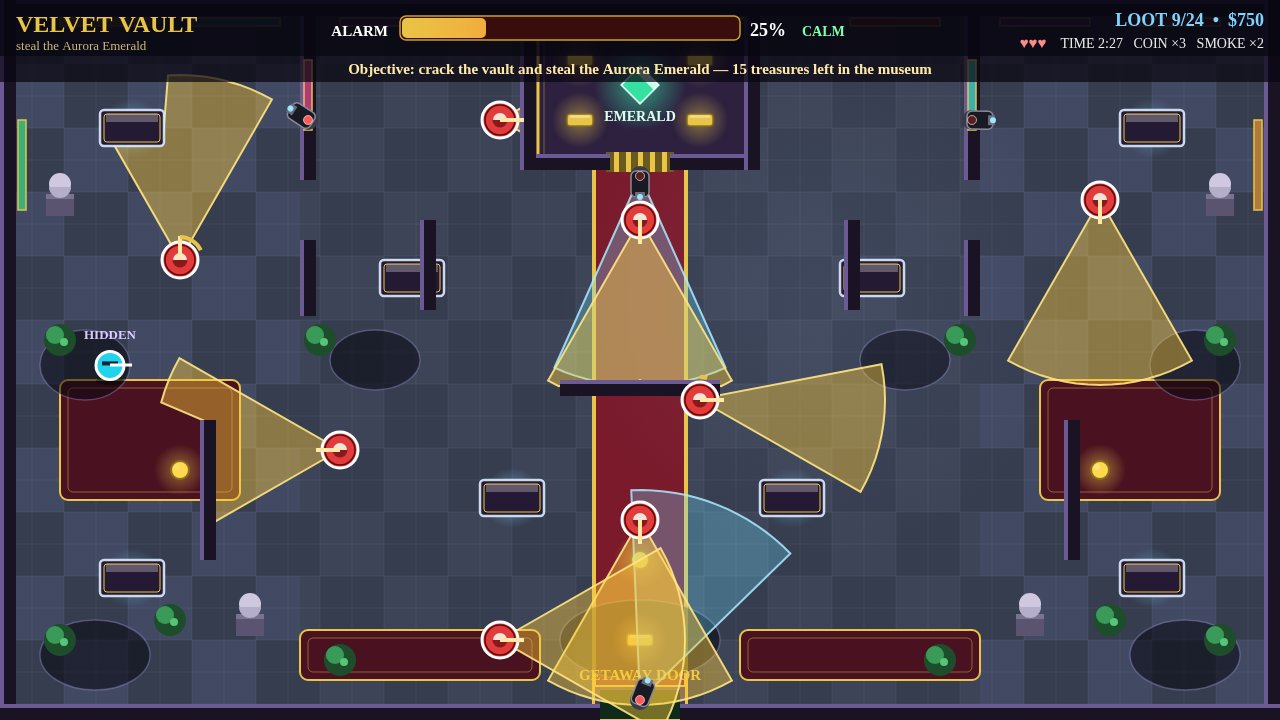 VELVET VAULT
steal the Aurora Emerald
ALARM
25%
CALM
LOOT 9/24 • $750
♥♥♥ TIME 2:27 COIN ×3 SMOKE ×2
Objective: crack the vault and steal the Aurora Emerald — 15 treasures left in the museum
EMERALD
HIDDEN
GETAWAY DOOR